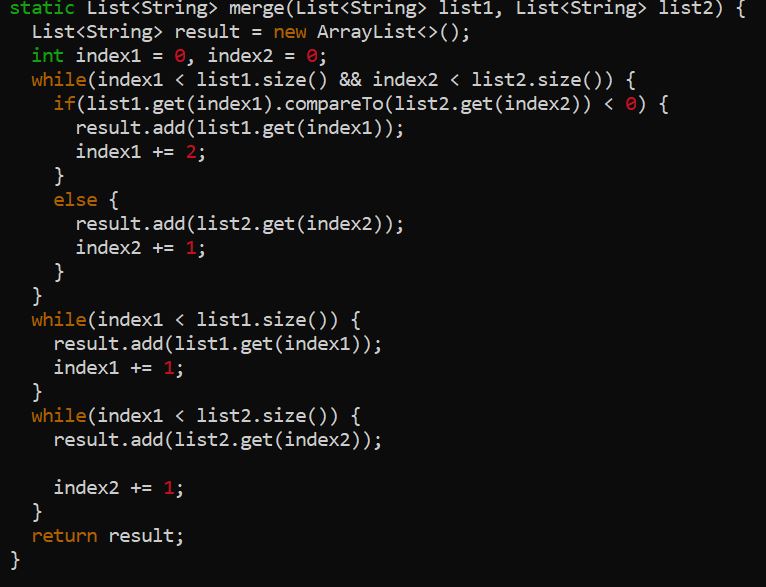 static List<String> merge(List<String> list1, List<String> list2) {
  List<String> result = new ArrayList<>();
  int index1 = 0, index2 = 0;
  while(index1 < list1.size() && index2 < list2.size()) {
    if(list1.get(index1).compareTo(list2.get(index2)) < 0) {
      result.add(list1.get(index1));
      index1 += 2;
    }
    else {
      result.add(list2.get(index2));
      index2 += 1;
    }
  }
  while(index1 < list1.size()) {
    result.add(list1.get(index1));
    index1 += 1;
  }
  while(index1 < list2.size()) {
    result.add(list2.get(index2));

    index2 += 1;
  }
  return result;
}